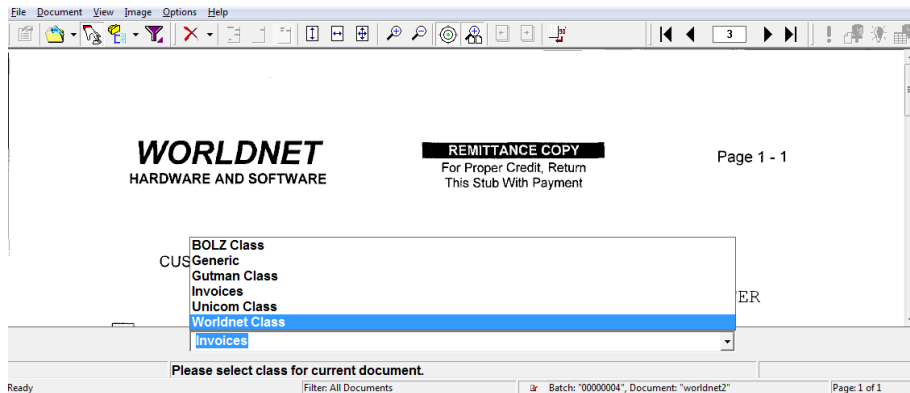 File Document View Image Options Help
3
WORLDNET
HARDWARE AND SOFTWARE
REMITTANCE COPY
For Proper Credit, Return
This Stub With Payment
Page 1 - 1
CUS
BOLZ Class
Generic
Gutman Class
Invoices
Unicom Class
Worldnet Class
ER
Invoices
Please select class for current document.
Ready
Filter: All Documents
Batch: "00000004", Document: "worldnet2"
Page: 1 of 1